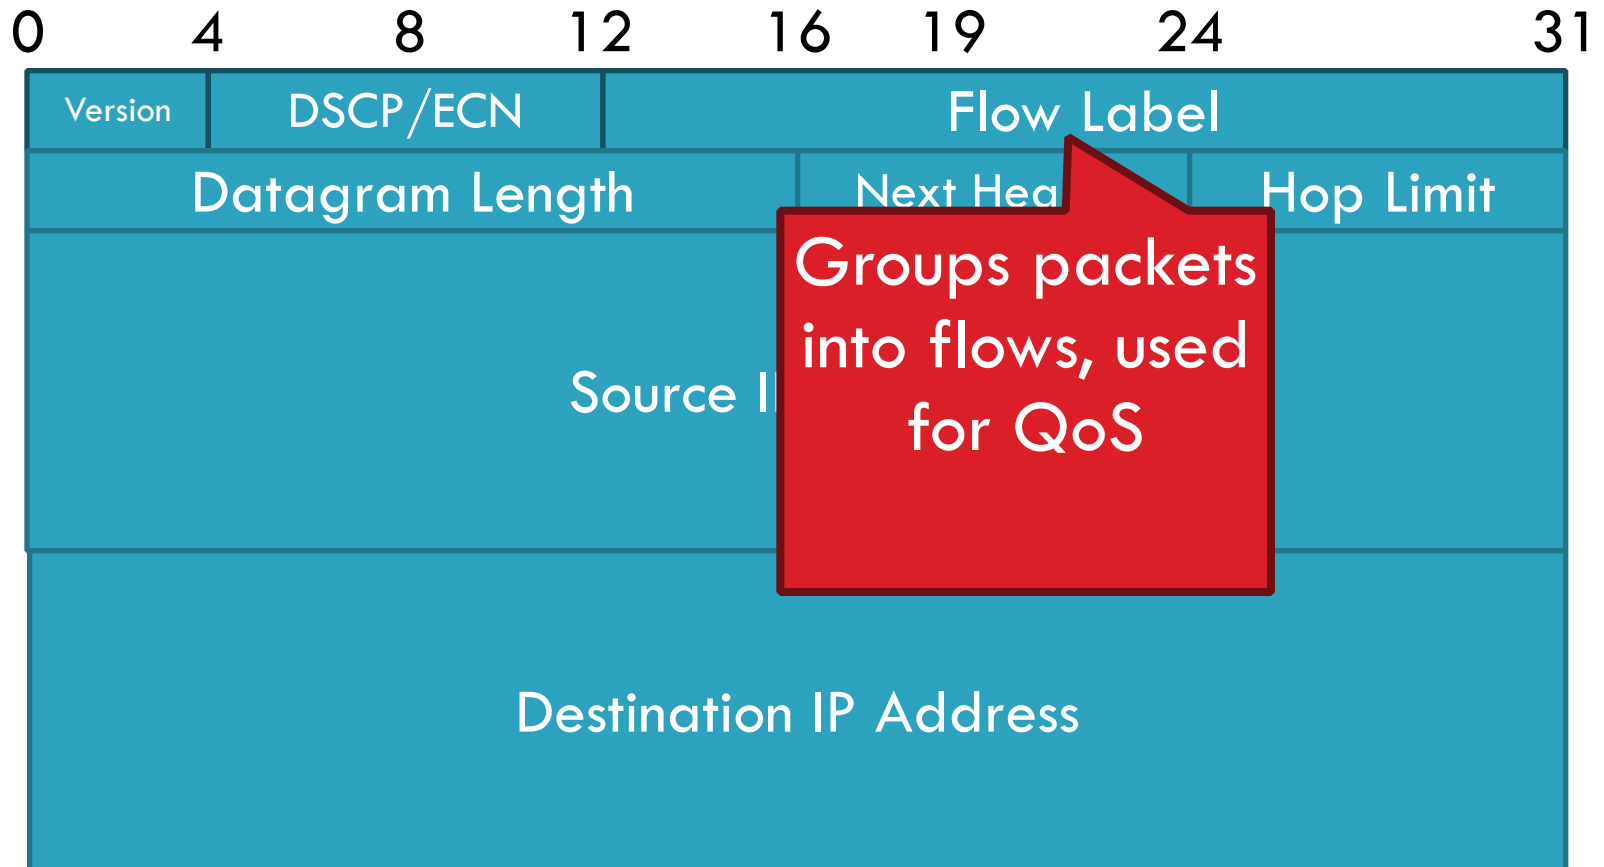 0 4 8 12 16 19 24 31
Version DSCP/ECN Flow Label
Datagram Length Next Hea Hop Limit
Groups packets
into flows, used
for QoS
Source I
Destination IP Address